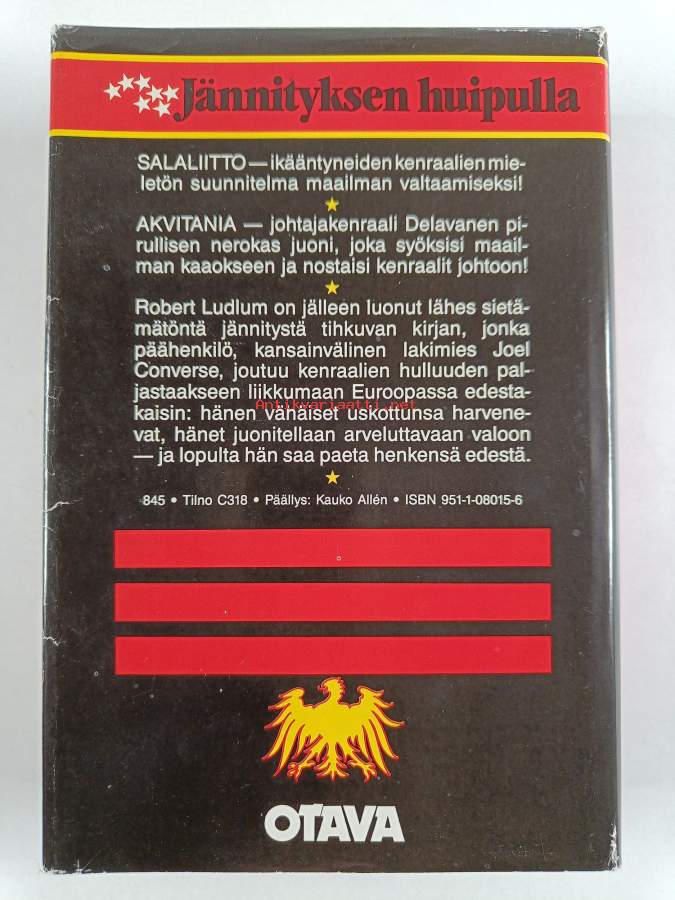 Jännityksen huipulla
SALALIITTO — ikääntyneiden kenraalien mie-
letön suunnitelma maailman valtaamiseksi!
AKVITANIA — johtajakenraali Delavanen pi-
rullisen nerokas juoni, joka syöksisi maail-
man kaaokseen ja nostaisi kenraalit johtoon!
Robert Ludlum on jälleen luonut lähes sietä-
mätöntä jännitystä tihkuvan kirjan, jonka
päähenkilö, kansainvälinen lakimies Joel
Converse, joutuu kenraalien hulluuden pal-
jastaakseen liikkumaan Euroopassa edesta-
Antikvariaatti.net
kaisin: hänen vähäiset uskottunsa harvene-
vat, hänet juonitellaan arveluttavaan valoon
— ja lopulta hän saa paeta henkensä edestä.
845 • Tilno C318 • Päällys: Kauko Allén • ISBN 951-1-08015-6
OTAVA